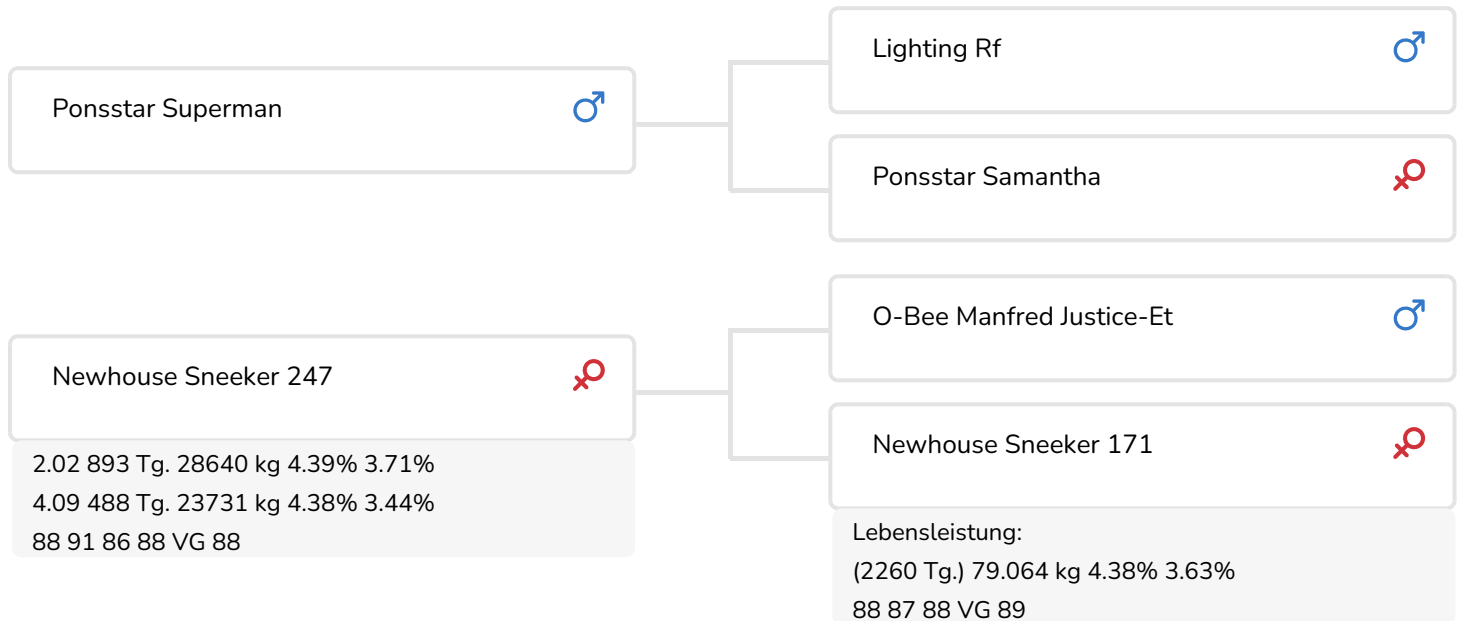 Ponsstar Superman
Lighting Rf
Ponsstar Samantha
Newhouse Sneeker 247
2.02 893 Tg. 28640 kg 4.39% 3.71%
4.09 488 Tg. 23731 kg 4.38% 3.44%
88 91 86 88 VG 88
O-Bee Manfred Justice-Et
Newhouse Sneeker 171
Lebensleistung:
(2260 Tg.) 79.064 kg 4.38% 3.63%
88 87 88 VG 89